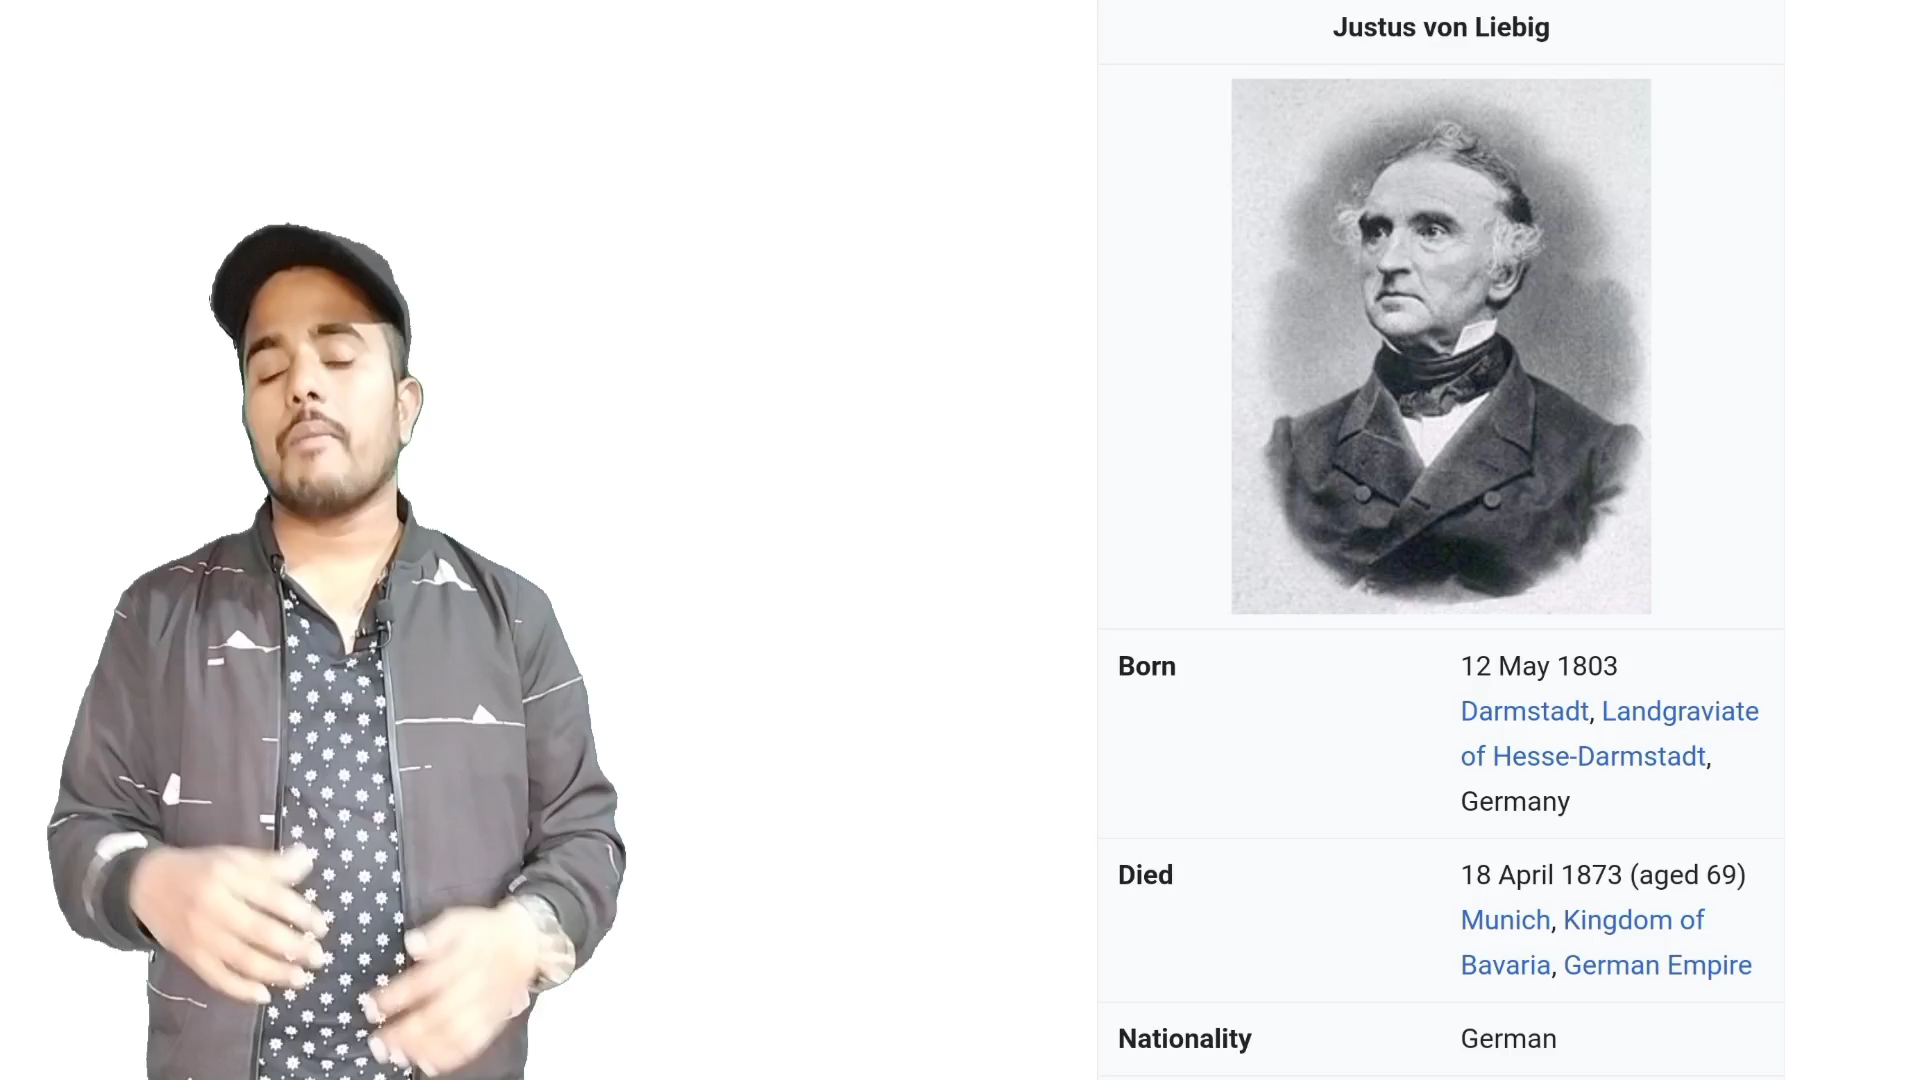 Justus von Liebig
Born
12 May 1803
Darmstadt, Landgraviate
of Hesse-Darmstadt,
Germany
Died
18 April 1873 (aged 69)
Munich, Kingdom of
Bavaria, German Empire
Nationality
German